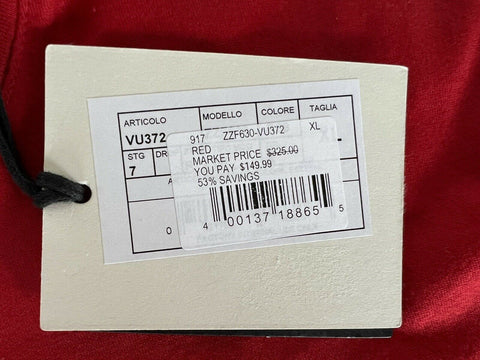 ARTICOLO MODELLO COLORE TAGLIA
VU372 917 ZZF630-VU372 XL
STG DR RED
7 MARKET PRICE $325.00
YOU PAY $149.99
53% SAVINGS
0
4 00137 18865 5